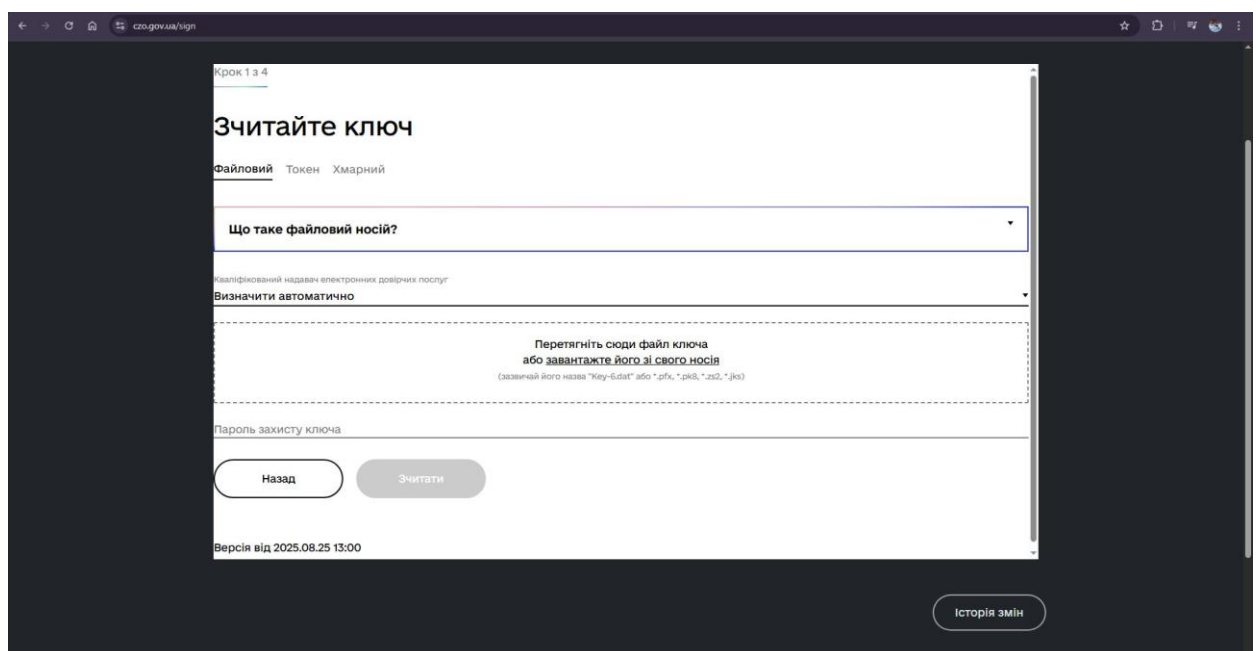 czo.gov.ua/sign
Крок 1 з 4
Зчитайте ключ
Файловий Токен Хмарний
Що таке файловий носій?
Кваліфікований надавач електронних довірчих послуг
Визначити автоматично
Перетягніть сюди файл ключа
або завантажте його зі свого носія
(зазвичай його назва "Key-6.dat" або *.pfx, *.pk8, *.zs2, *.jks)
Пароль захисту ключа
Назад Зчитати
Версія від 2025.08.25 13:00
Історія змін